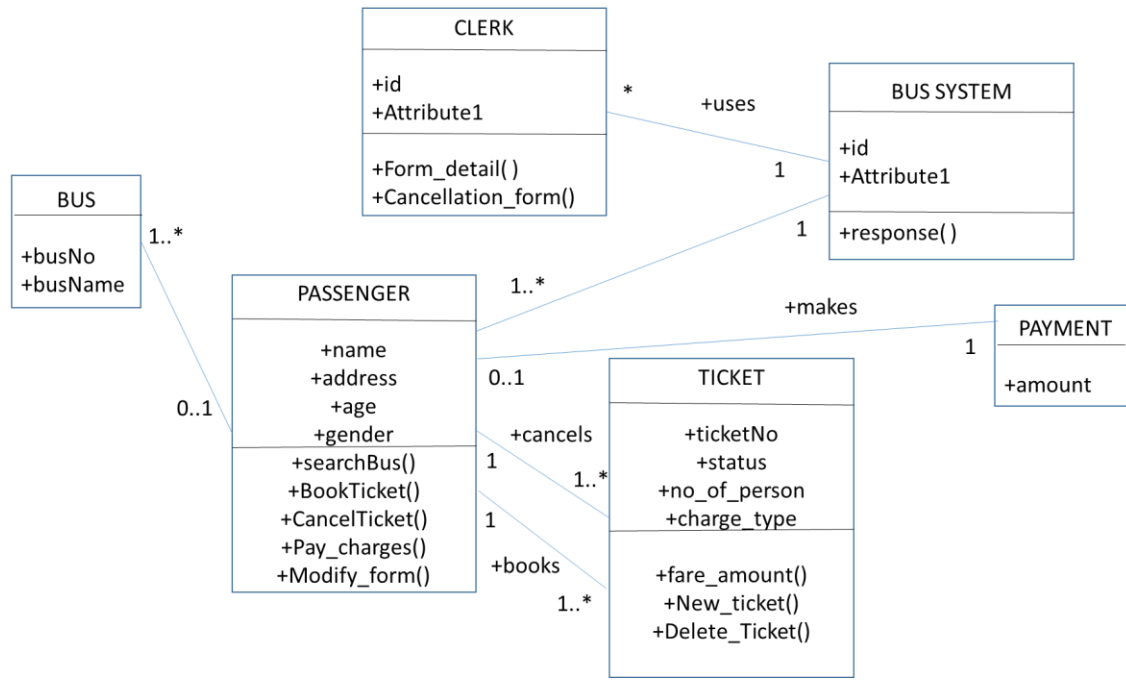 CLERK
+id
+Attribute1
+Form_detail( )
+Cancellation_form()
*
+uses
1
BUS SYSTEM
+id
+Attribute1
+response( )
1
1..*
BUS
+busNo
+busName
1..*
0..1
PASSENGER
+name
+address
+age
+gender
+searchBus()
+BookTicket()
+CancelTicket()
+Pay_charges()
+Modify_form()
+makes
0..1
1
PAYMENT
+amount
+cancels
1
1..*
1
+books
1..*
TICKET
+ticketNo
+status
+no_of_person
+charge_type
+fare_amount()
+New_ticket()
+Delete_Ticket()